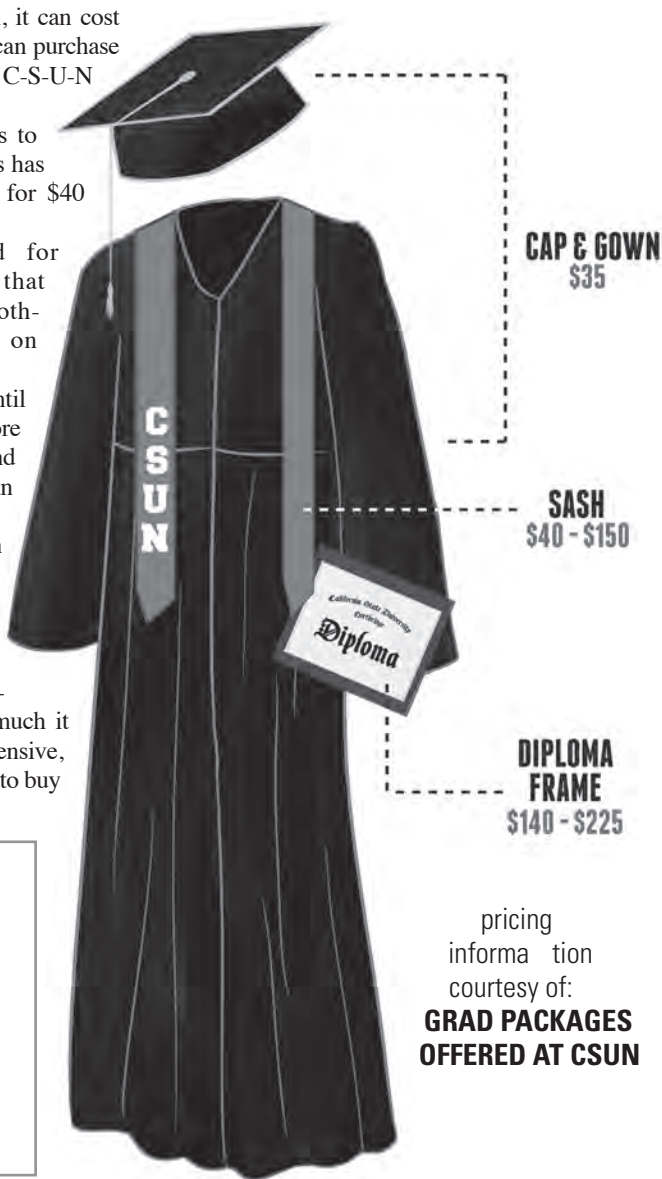 , it can cost
can purchase
C-S-U-N
s to
s has
for $40
for
that
oth-
on
ntil
ore
nd
n
n
-
much it
ensive,
to buy
CAP & GOWN
$35
C
S
U
N
SASH
$40 - $150
California State University
Northridge
Diploma
DIPLOMA
FRAME
$140 - $225
pricing
informa tion
courtesy of:
GRAD PACKAGES
OFFERED AT CSUN